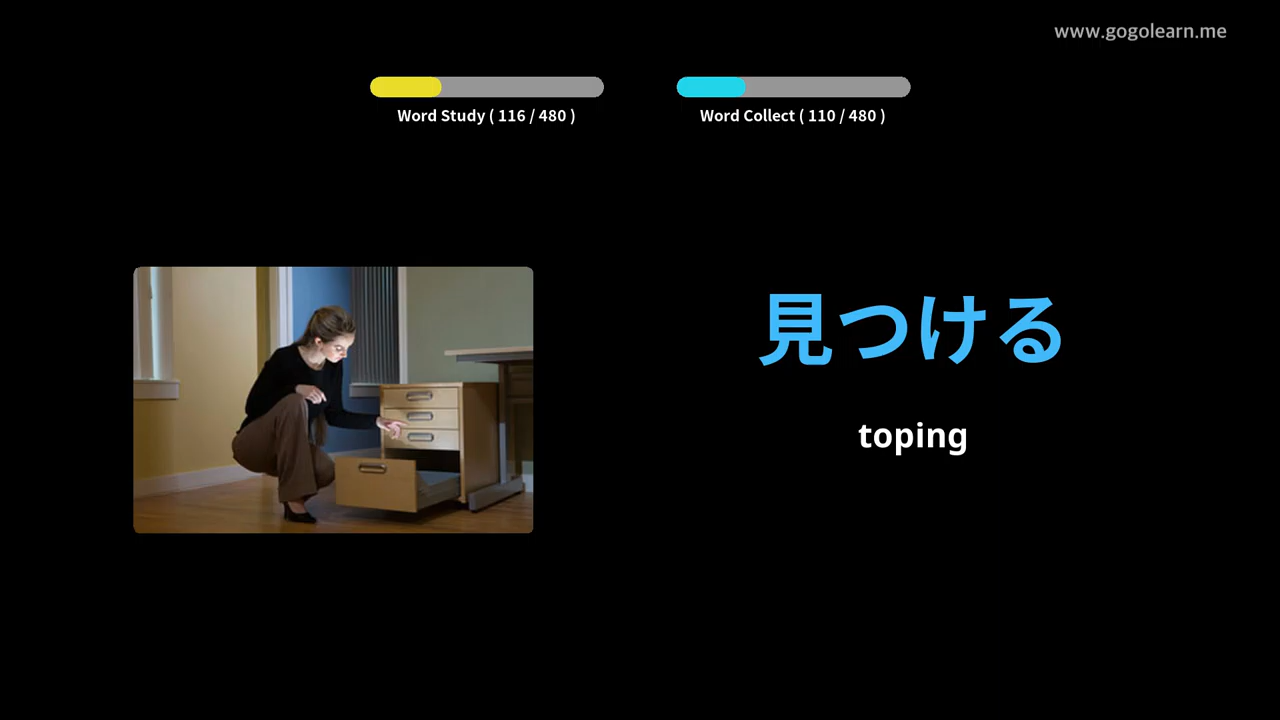 www.gogolearn.me
Word Study ( 116 / 480 )
Word Collect ( 110 / 480 )
見つける
toping